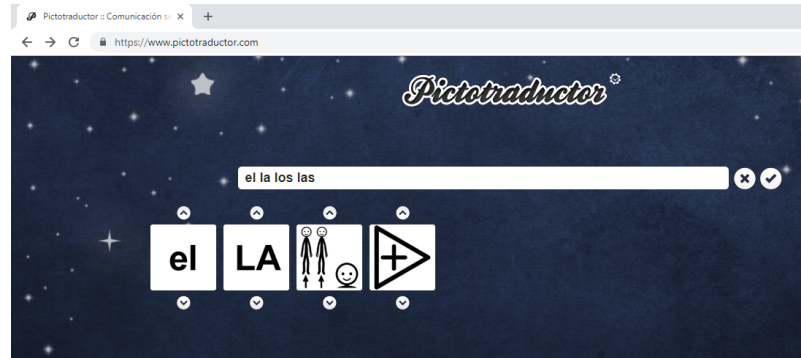 Pictotraductor :: Comunicación s
https://www.pictotraductor.com
Pictotraductor
el la los las
el LA